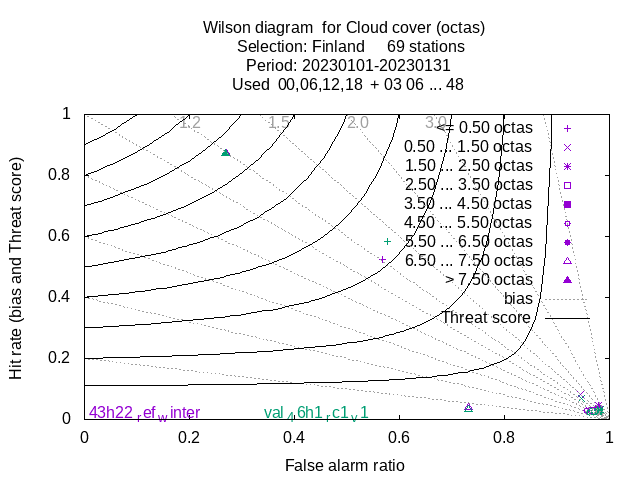 Wilson diagram  for Cloud cover (octas)
Selection: Finland     69 stations
Period: 20230101-20230131
Used  00,06,12,18  + 03 06 ... 48
1.2 1.5 2.0 3.0
<= 0.50 octas
0.50 ... 1.50 octas
1.50 ... 2.50 octas
2.50 ... 3.50 octas
3.50 ... 4.50 octas
4.50 ... 5.50 octas
5.50 ... 6.50 octas
6.50 ... 7.50 octas
> 7.50 octas
bias
Threat score
Hit rate (bias and Threat score)
1
0.8
0.6
0.4
0.2
0
43h22refwinter val46h1rc1v1
0 0.2 0.4 0.6 0.8 1
False alarm ratio